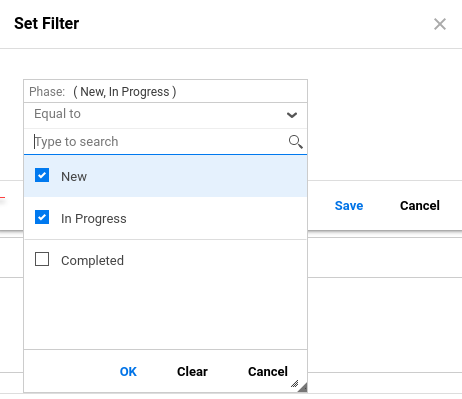 Set Filter
Phase: ( New, In Progress )
Equal to
Type to search
New
In Progress
Save Cancel
Completed
OK Clear Cancel